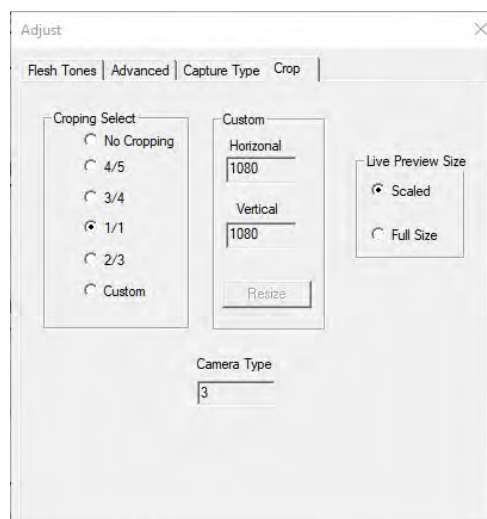 Adjust
Flesh Tones
Advanced
Capture Type
Crop
Croping Select
No Cropping
4/5
3/4
1/1
2/3
Custom
Custom
Horizonal
1080
Vertical
1080
Resize
Live Preview Size
Scaled
Full Size
Camera Type
3